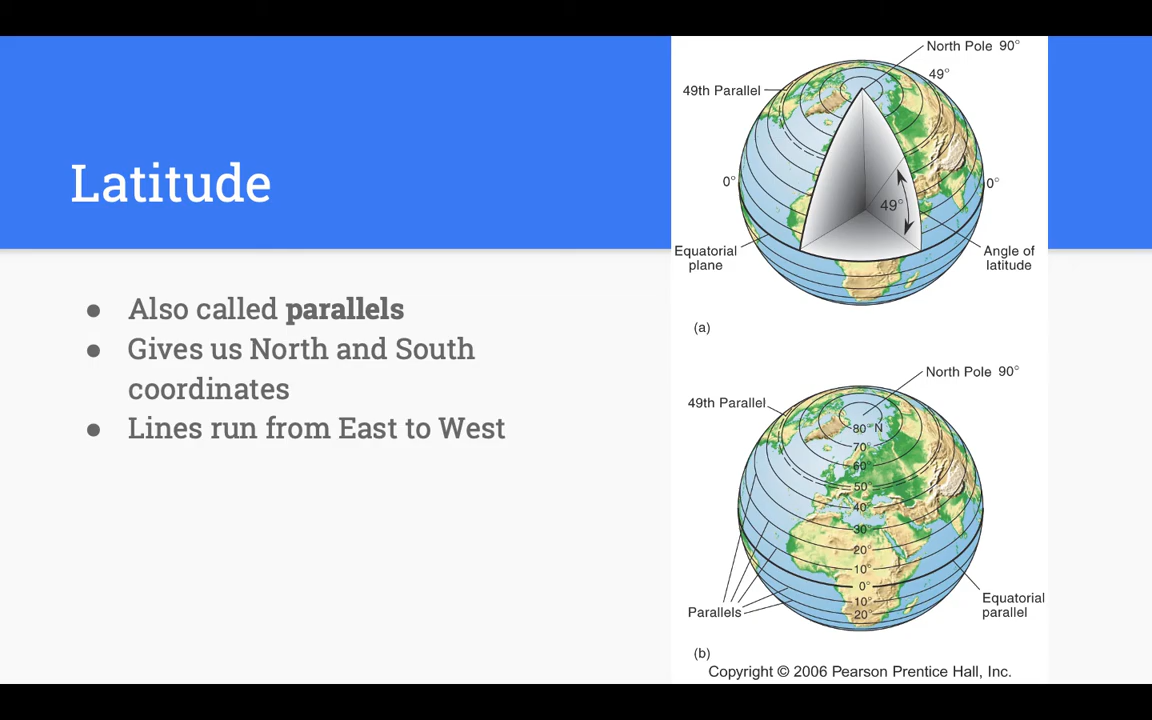 Latitude
● Also called parallels
● Gives us North and South
coordinates
● Lines run from East to West
North Pole 90°
49°
49th Parallel
0°
0°
49°
Equatorial
plane
Angle of
latitude
(a)
North Pole 90°
49th Parallel
80° N
70°
60°
50°
40°
30°
20°
10°
0°
10°
20°
Parallels
Equatorial
parallel
(b)
Copyright © 2006 Pearson Prentice Hall, Inc.